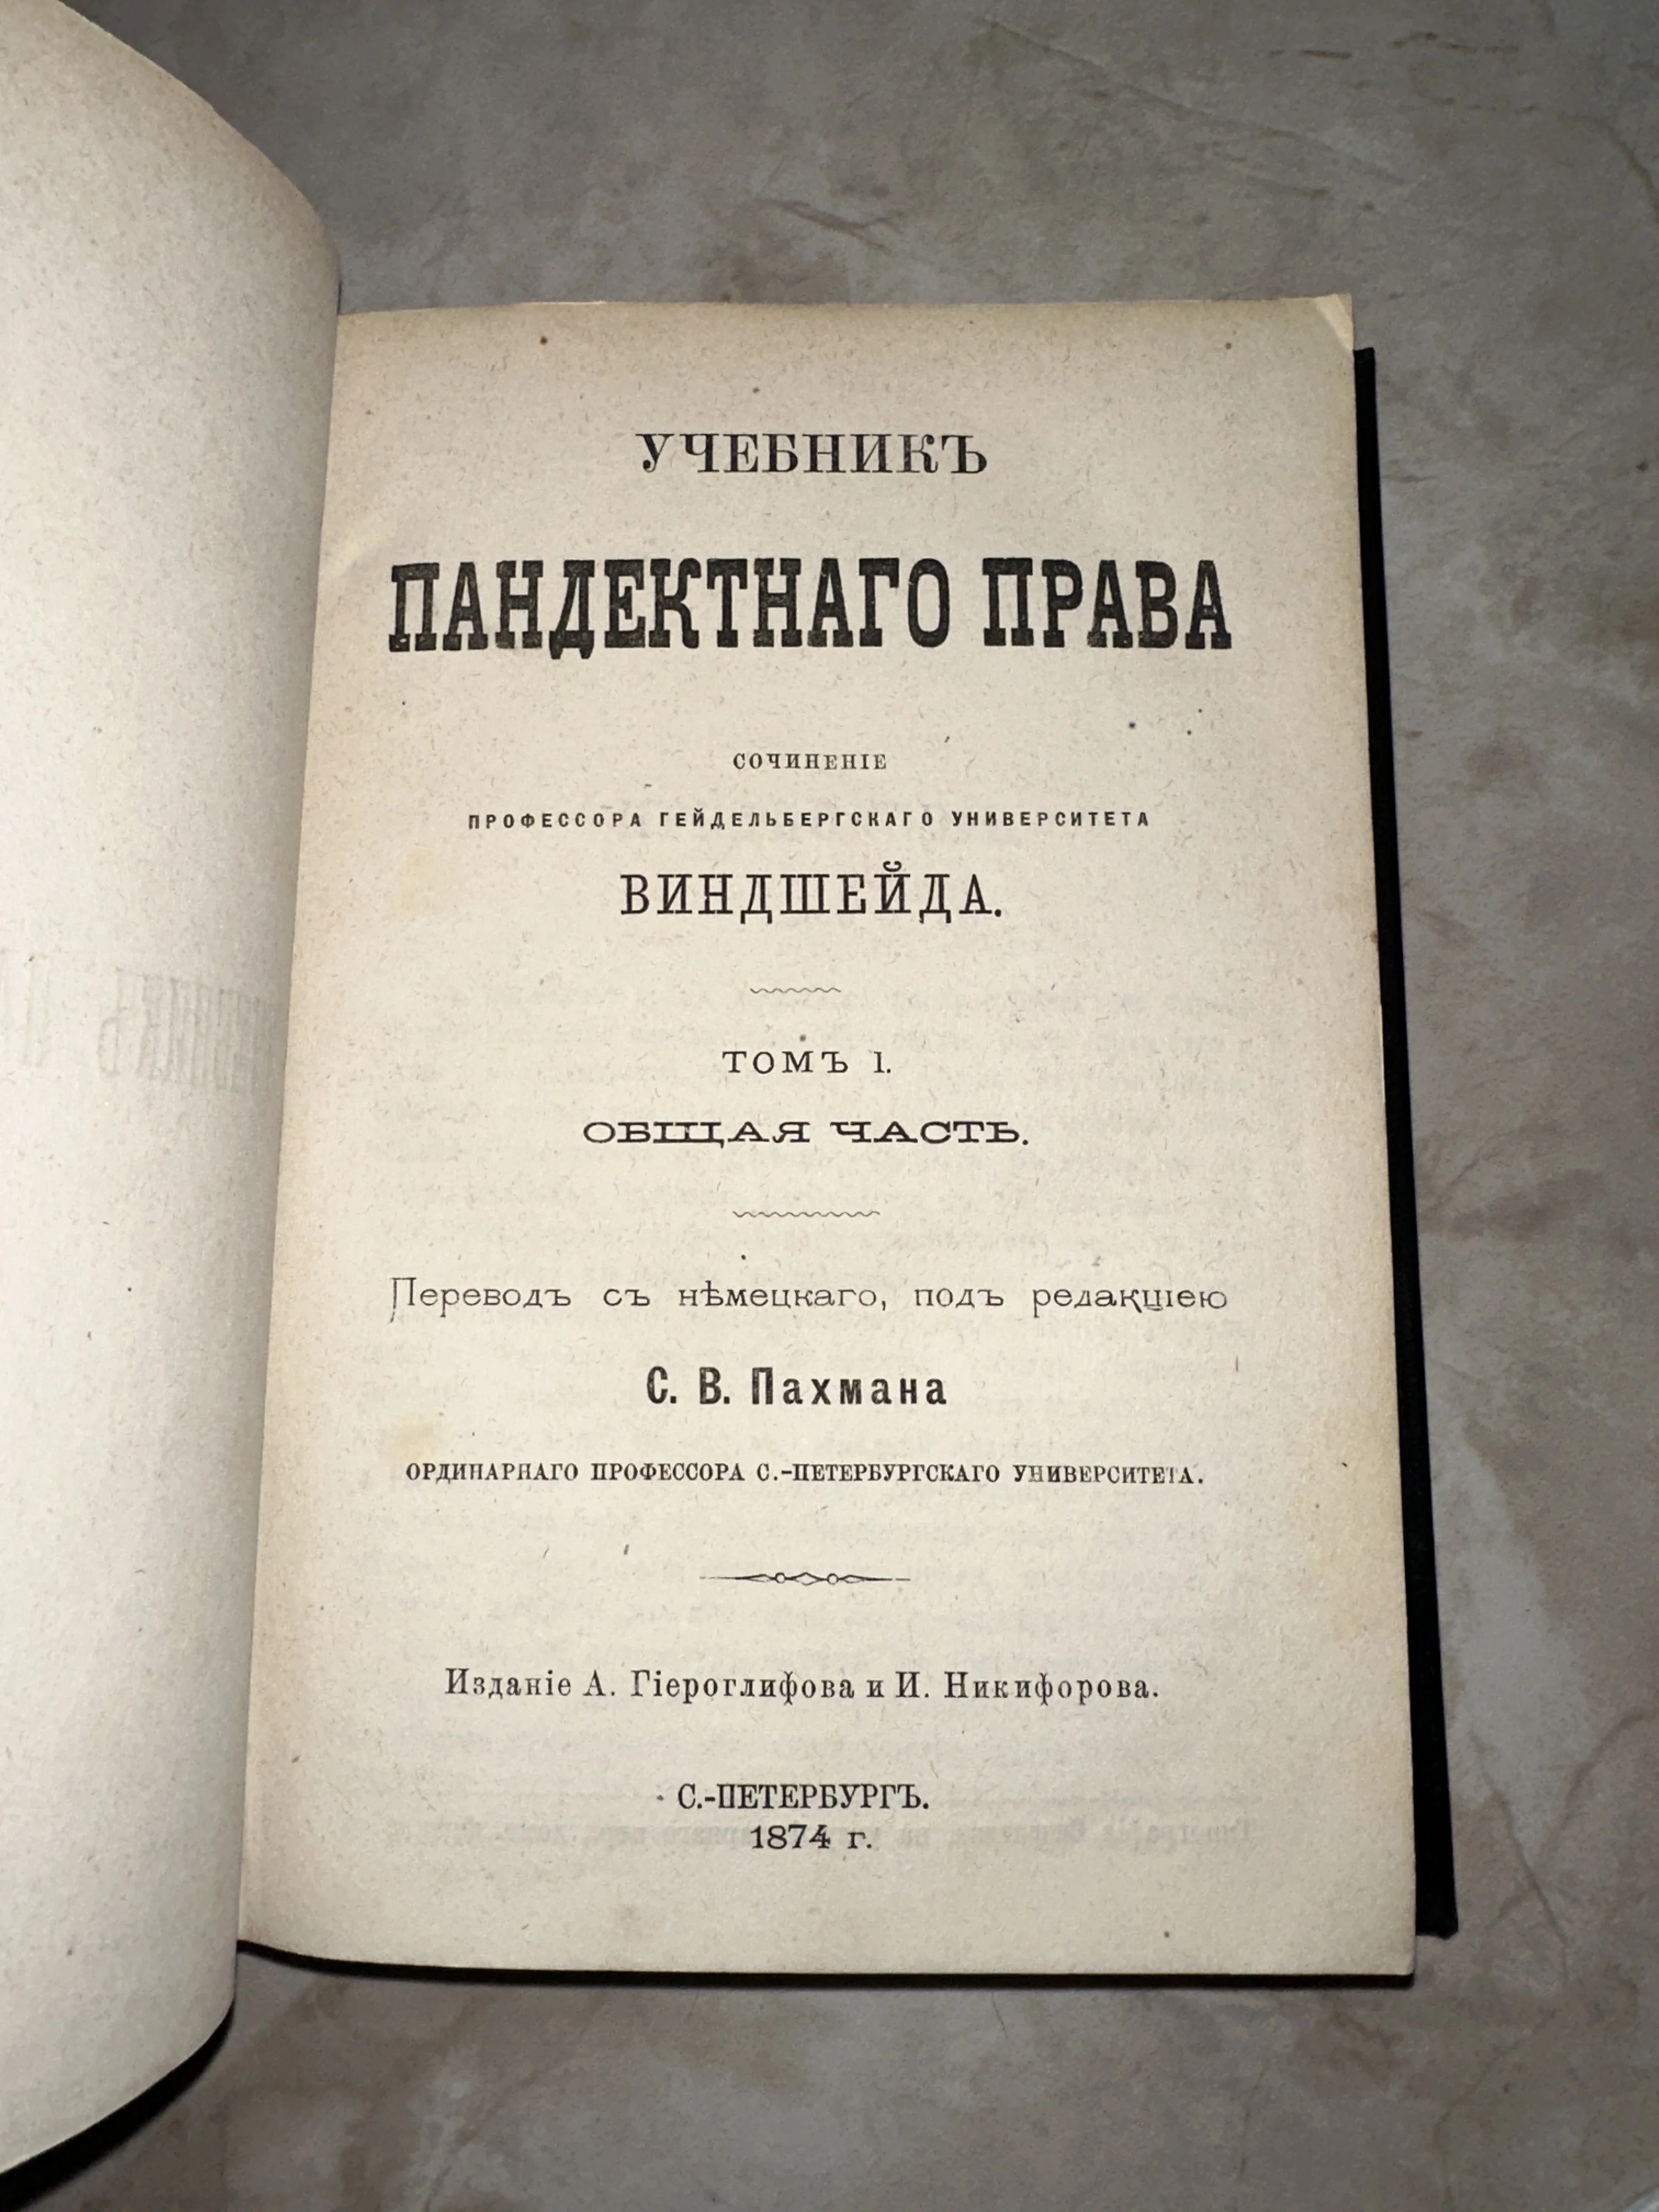 УЧЕБНИКЪ
ПАНДЕКТНАГО ПРАВА
СОЧИНЕНІЕ
ПРОФЕССОРА ГЕЙДЕЛЬБЕРГСКАГО УНИВЕРСИТЕТА
ВИНДШЕЙДА.
ТОМЪ I.
ОБЩАЯ ЧАСТЬ.
Переводъ съ нѣмецкаго, подъ редакціею
С. В. Пахмана
ОРДИНАРНАГО ПРОФЕССОРА С.-ПЕТЕРБУРГСКАГО УНИВЕРСИТЕТА.
Изданіе А. Гіероглифова и И. Никифорова.
С.-ПЕТЕРБУРГЪ.
1874 г.